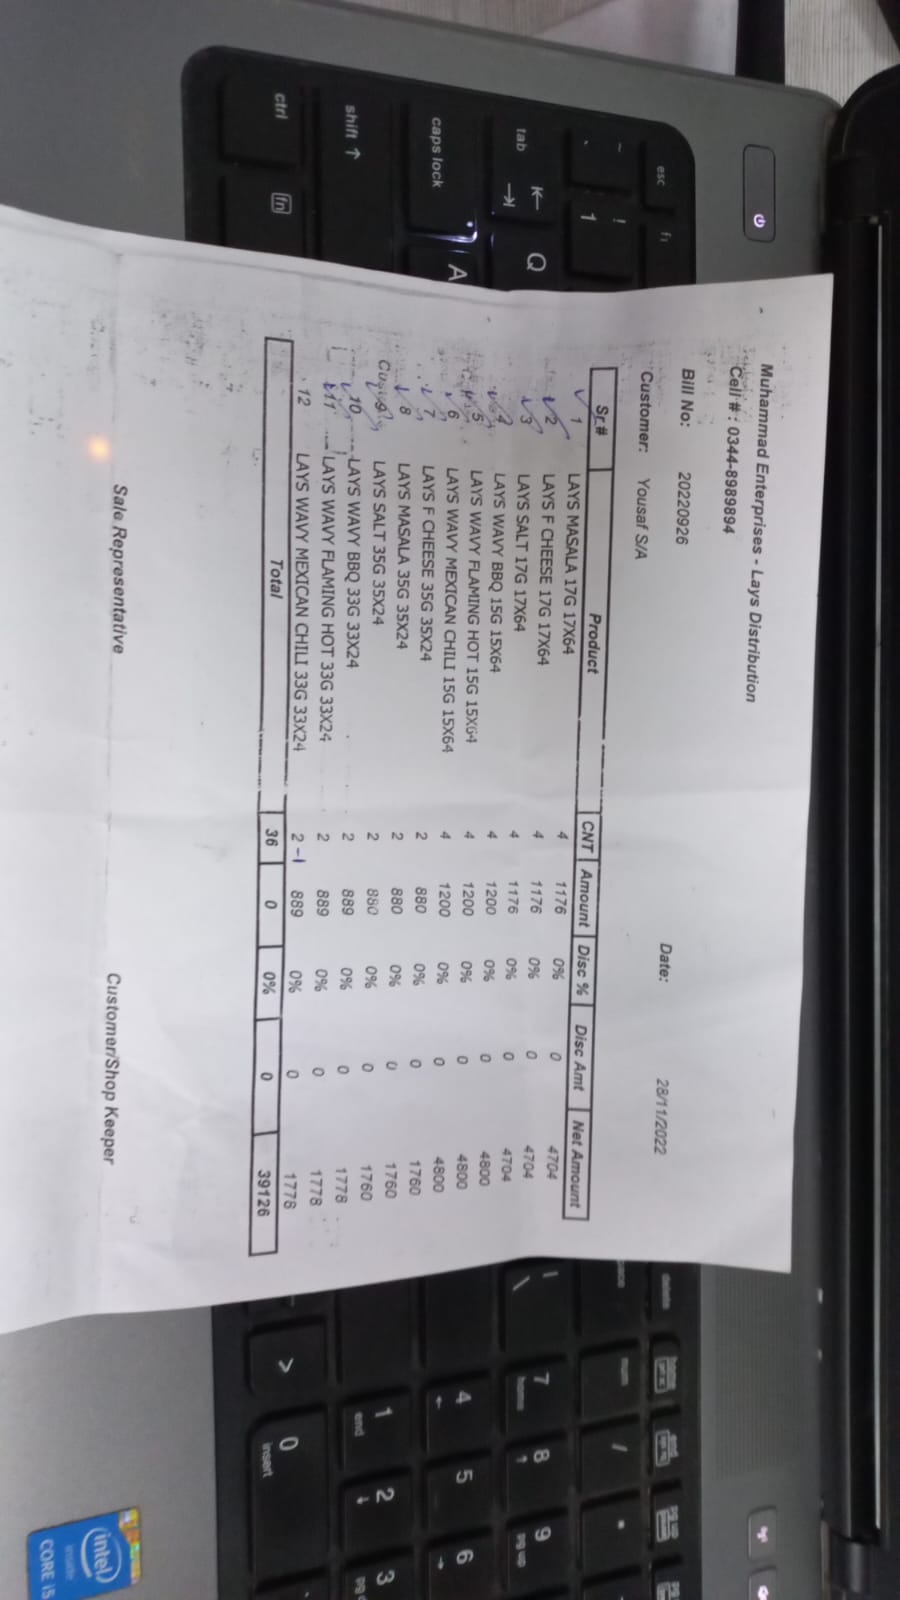 Muhammad Enterprises - Lays Distribution
Cell # : 0344-8989894
Bill No: 20220926
Date: 28/11/2022
Customer: Yousaf S/A
Sr.# Product CNT Amount Disc % Disc Amt Net Amount
1 LAYS MASALA 17G 17X64 4 1176 0% 0 4704
2 LAYS F CHEESE 17G 17X64 4 1176 0% 0 4704
3 LAYS SALT 17G 17X64 4 1176 0% 0 4704
4 LAYS WAVY BBQ 15G 15X64 4 1200 0% 0 4800
5 LAYS WAVY FLAMING HOT 15G 15X64 4 1200 0% 0 4800
6 LAYS WAVY MEXICAN CHILI 15G 15X64 4 1200 0% 0 4800
7 LAYS F CHEESE 35G 35X24 2 880 0% 0 1760
8 LAYS MASALA 35G 35X24 2 880 0% 0 1760
9 LAYS SALT 35G 35X24 2 880 0% 0 1760
10 LAYS WAVY BBQ 33G 33X24 2 889 0% 0 1778
11 LAYS WAVY FLAMING HOT 33G 33X24 2 889 0% 0 1778
12 LAYS WAVY MEXICAN CHILI 33G 33X24 2 -1 889 0% 0 1778
Total 36 0 0% 0 39126
Sale Representative Customer/Shop Keeper
esc f1
~ ` ! 1
tab Q
caps lock A
shift ↑
ctrl fn
delete
num / *
| \ 7 home 8 ↑ 9 pg up
4 ← 5 6 →
1 end 2 ↓ 3
> 0 insert
intel inside CORE i5